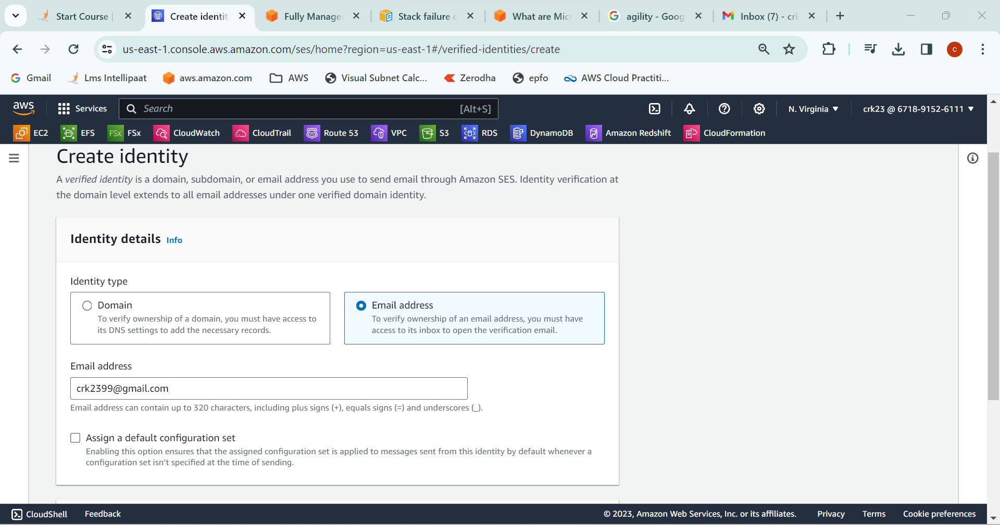 Start Course
Create identit
Fully Manage
Stack failure
What are Mic
agility - Goog
Inbox (7) - cr
us-east-1.console.aws.amazon.com/ses/home?region=us-east-1#/verified-identities/create
C
Gmail
Lms Intellipaat
aws.amazon.com
AWS
Visual Subnet Calc...
Zerodha
epfo
AWS Cloud Practiti...
aws
Services
Search
[Alt+S]
N. Virginia
crk23 @ 6718-9152-6111
EC2
EFS
FSx
FSx
CloudWatch
CloudTrail
53
Route 53
VPC
S3
RDS
DynamoDB
Amazon Redshift
CloudFormation
Create identity
A verified identity is a domain, subdomain, or email address you use to send email through Amazon SES. Identity verification at
the domain level extends to all email addresses under one verified domain identity.
Identity details Info
Identity type
Domain
To verify ownership of a domain, you must have access to
its DNS settings to add the necessary records.
Email address
To verify ownership of an email address, you must have
access to its inbox to open the verification email.
Email address
crk2399@gmail.com
Email address can contain up to 320 characters, including plus signs (+), equals signs (=) and underscores (_).
Assign a default configuration set
Enabling this option ensures that the assigned configuration set is applied to messages sent from this identity by default whenever a
configuration set isn't specified at the time of sending.
CloudShell
Feedback
© 2023, Amazon Web Services, Inc. or its affiliates.
Privacy
Terms
Cookie preferences